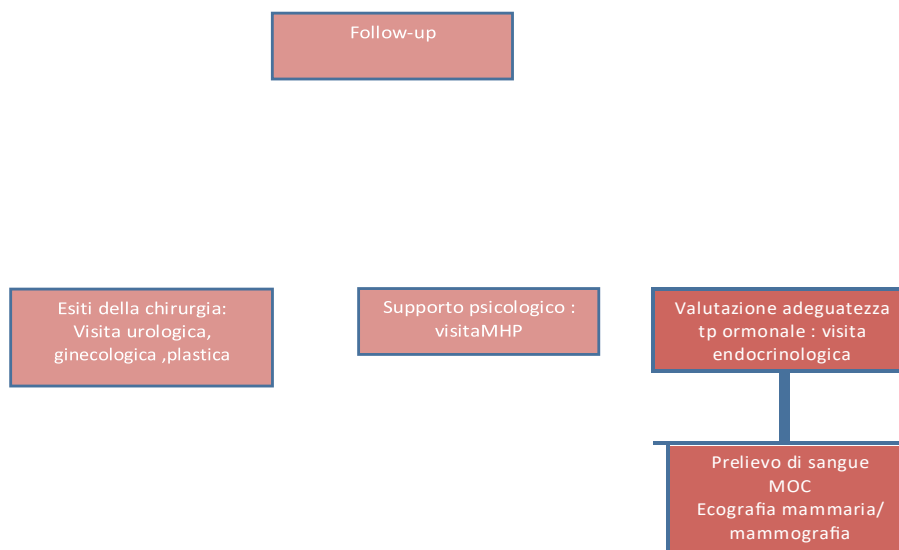 Follow-up
Esiti della chirurgia:
Visita urologica,
ginecologica ,plastica
Supporto psicologico :
visitaMHP
Valutazione adeguatezza
tp ormonale : visita
endocrinologica
Prelievo di sangue
MOC
Ecografia mammaria/
mammografia